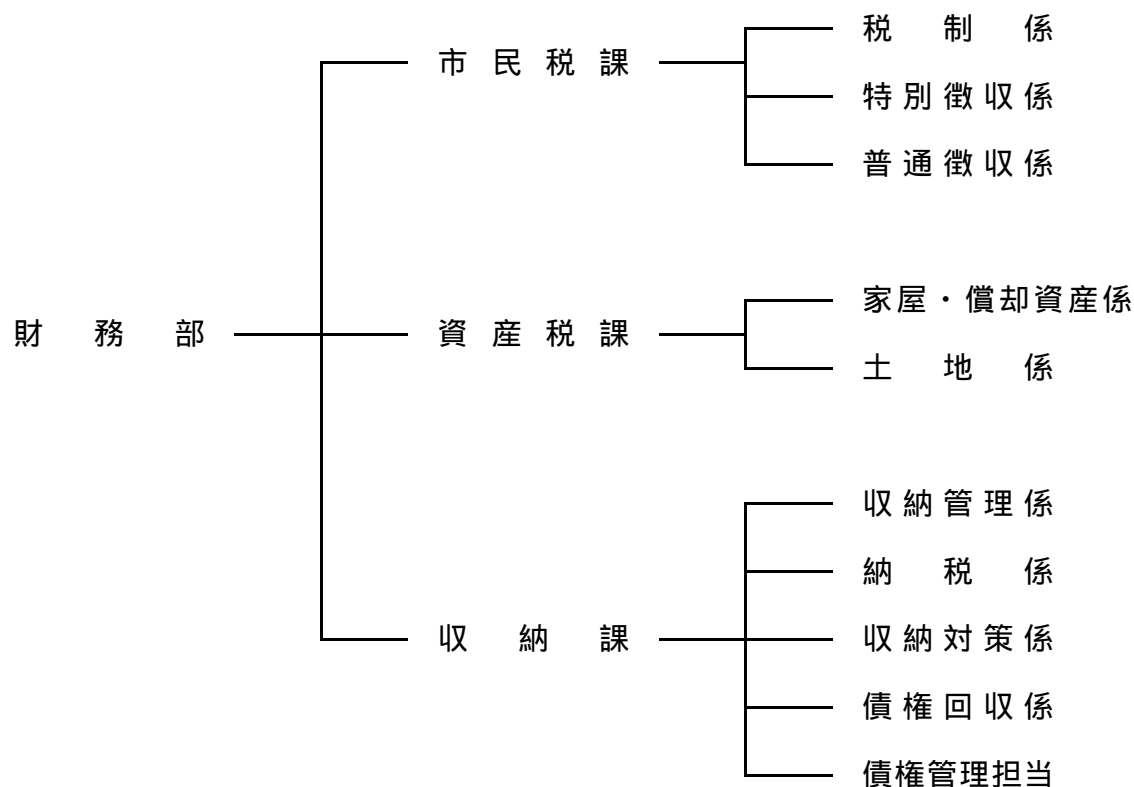 財務部
市民税課
税制係
特別徴収係
普通徴収係
資産税課
家屋・償却資産係
土地係
収納課
収納管理係
納税係
収納対策係
債権回収係
債権管理担当